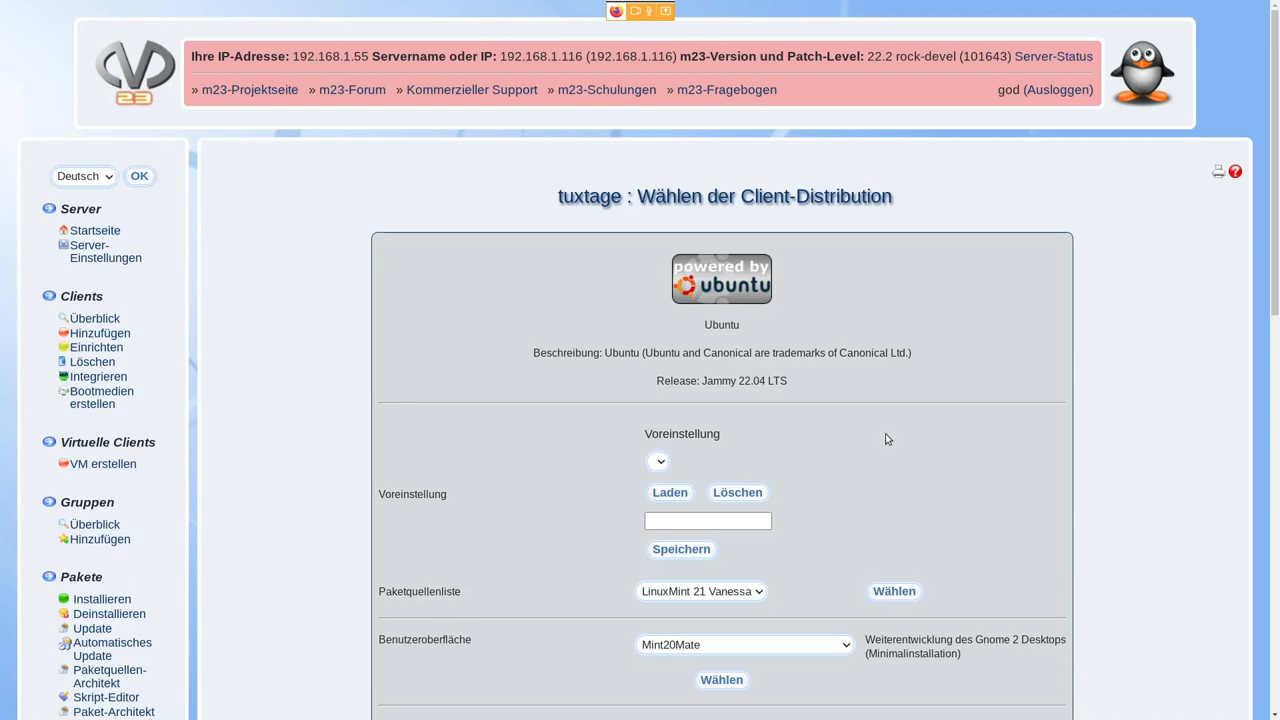 Ihre IP-Adresse: 192.168.1.55 Servername oder IP: 192.168.1.116 (192.168.1.116) m23-Version und Patch-Level: 22.2 rock-devel (101643) Server-Status
» m23-Projektseite » m23-Forum » Kommerzieller Support » m23-Schulungen » m23-Fragebogen god (Ausloggen)
23
Deutsch OK
Server
Startseite
Server-
Einstellungen
Clients
Überblick
Hinzufügen
Einrichten
Löschen
Integrieren
Bootmedien
erstellen
Virtuelle Clients
VM erstellen
Gruppen
Überblick
Hinzufügen
Pakete
Installieren
Deinstallieren
Update
Automatisches
Update
Paketquellen-
Architekt
Skript-Editor
Paket-Architekt
tuxtage : Wählen der Client-Distribution
powered by
ubuntu
Ubuntu
Beschreibung: Ubuntu (Ubuntu and Canonical are trademarks of Canonical Ltd.)
Release: Jammy 22.04 LTS
Voreinstellung
Laden Löschen
Voreinstellung
Speichern
Paketquellenliste LinuxMint 21 Vanessa Wählen
Benutzeroberfläche Mint20Mate Weiterentwicklung des Gnome 2 Desktops
(Minimalinstallation)
Wählen